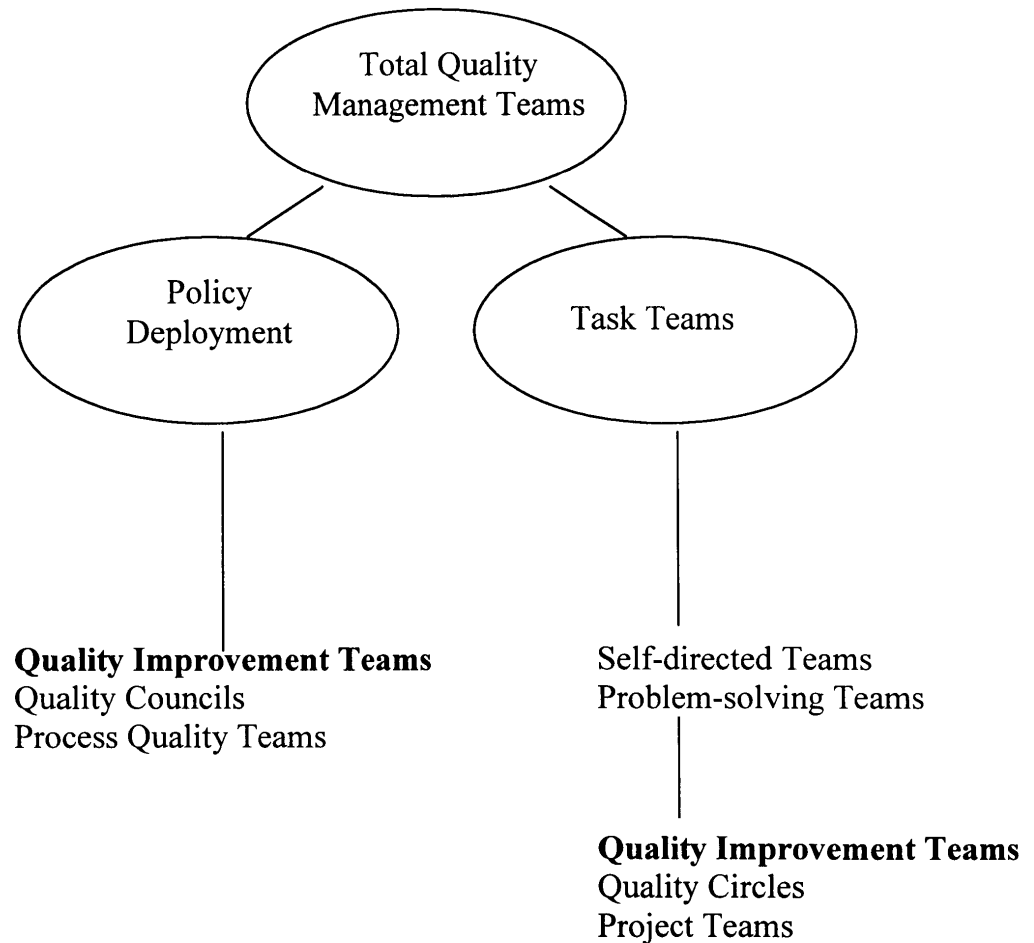 Total Quality
Management Teams
Policy
Deployment
Task Teams
Quality Improvement Teams
Quality Councils
Process Quality Teams
Self-directed Teams
Problem-solving Teams
Quality Improvement Teams
Quality Circles
Project Teams